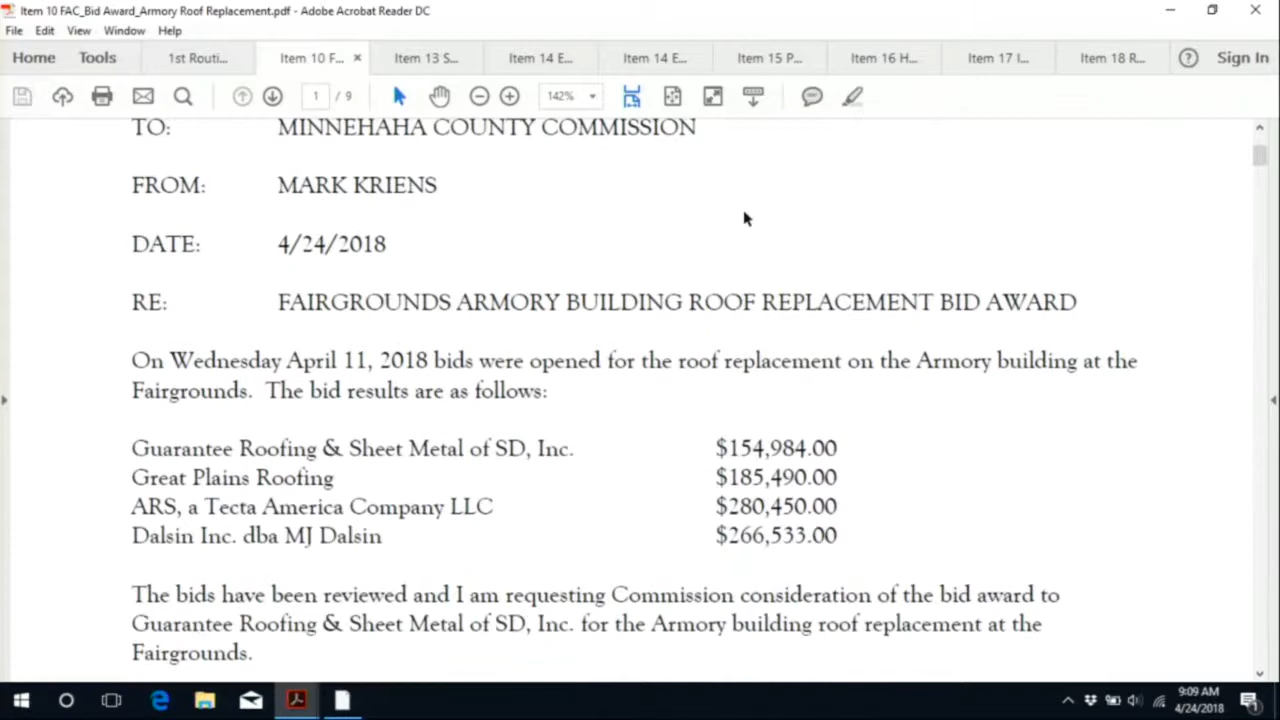 Item 10 FAC_Bid Award_Armory Roof Replacement.pdf - Adobe Acrobat Reader DC
File Edit View Window Help
Home Tools 1st Routi... Item 10 F... × Item 13 S... Item 14 E... Item 14 E... Item 15 P... Item 16 H... Item 17 I... Item 18 R... ? Sign In
1 / 9 142%
TO: MINNEHAHA COUNTY COMMISSION
FROM: MARK KRIENS
DATE: 4/24/2018
RE: FAIRGROUNDS ARMORY BUILDING ROOF REPLACEMENT BID AWARD
On Wednesday April 11, 2018 bids were opened for the roof replacement on the Armory building at the
Fairgrounds. The bid results are as follows:
Guarantee Roofing & Sheet Metal of SD, Inc. $154,984.00
Great Plains Roofing $185,490.00
ARS, a Tecta America Company LLC $280,450.00
Dalsin Inc. dba MJ Dalsin $266,533.00
The bids have been reviewed and I am requesting Commission consideration of the bid award to
Guarantee Roofing & Sheet Metal of SD, Inc. for the Armory building roof replacement at the
Fairgrounds.
9:09 AM
4/24/2018
1